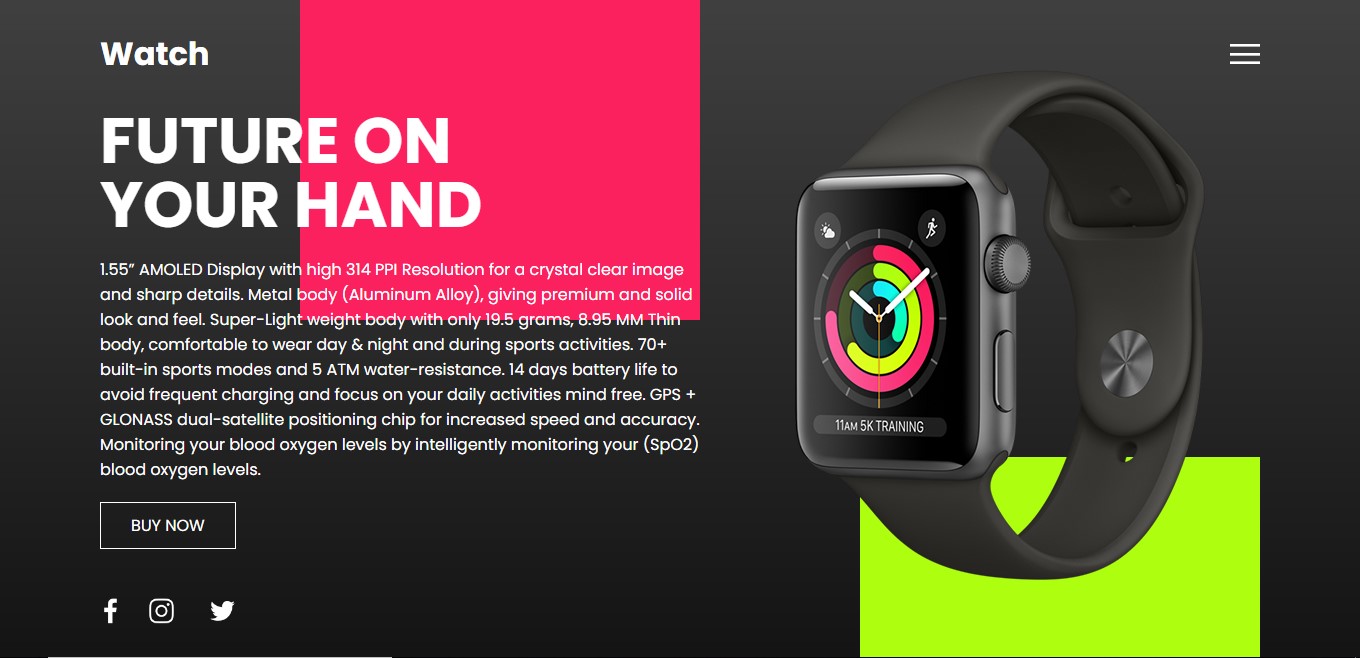 Watch
FUTURE ON
YOUR HAND
1.55” AMOLED Display with high 314 PPI Resolution for a crystal clear image
and sharp details. Metal body (Aluminum Alloy), giving premium and solid
look and feel. Super-Light weight body with only 19.5 grams, 8.95 MM Thin
body, comfortable to wear day & night and during sports activities. 70+
built-in sports modes and 5 ATM water-resistance. 14 days battery life to
avoid frequent charging and focus on your daily activities mind free. GPS +
GLONASS dual-satellite positioning chip for increased speed and accuracy.
Monitoring your blood oxygen levels by intelligently monitoring your (SpO2)
blood oxygen levels.
BUY NOW
11AM 5K TRAINING